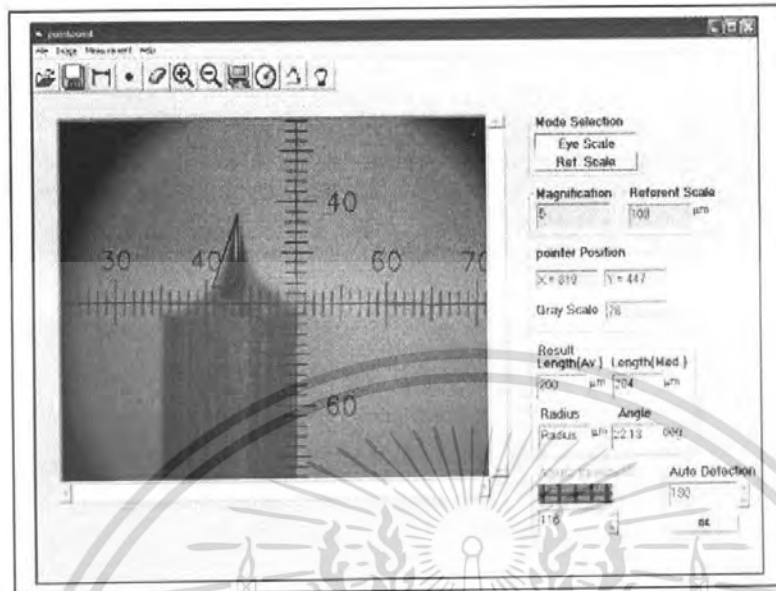 File Image Measurement Help
40
30 40 60 70
60
Mode Selection
Eye Scale
Ref. Scale
Magnification Referent Scale
5 100 μm
pointer Position
X = 819 Y = 447
Gray Scale 76
Result
Length(Av.) Length(Med.)
200 μm 204 μm
Radius Angle
Radius μm 22.13 deg
Auto Detection
116